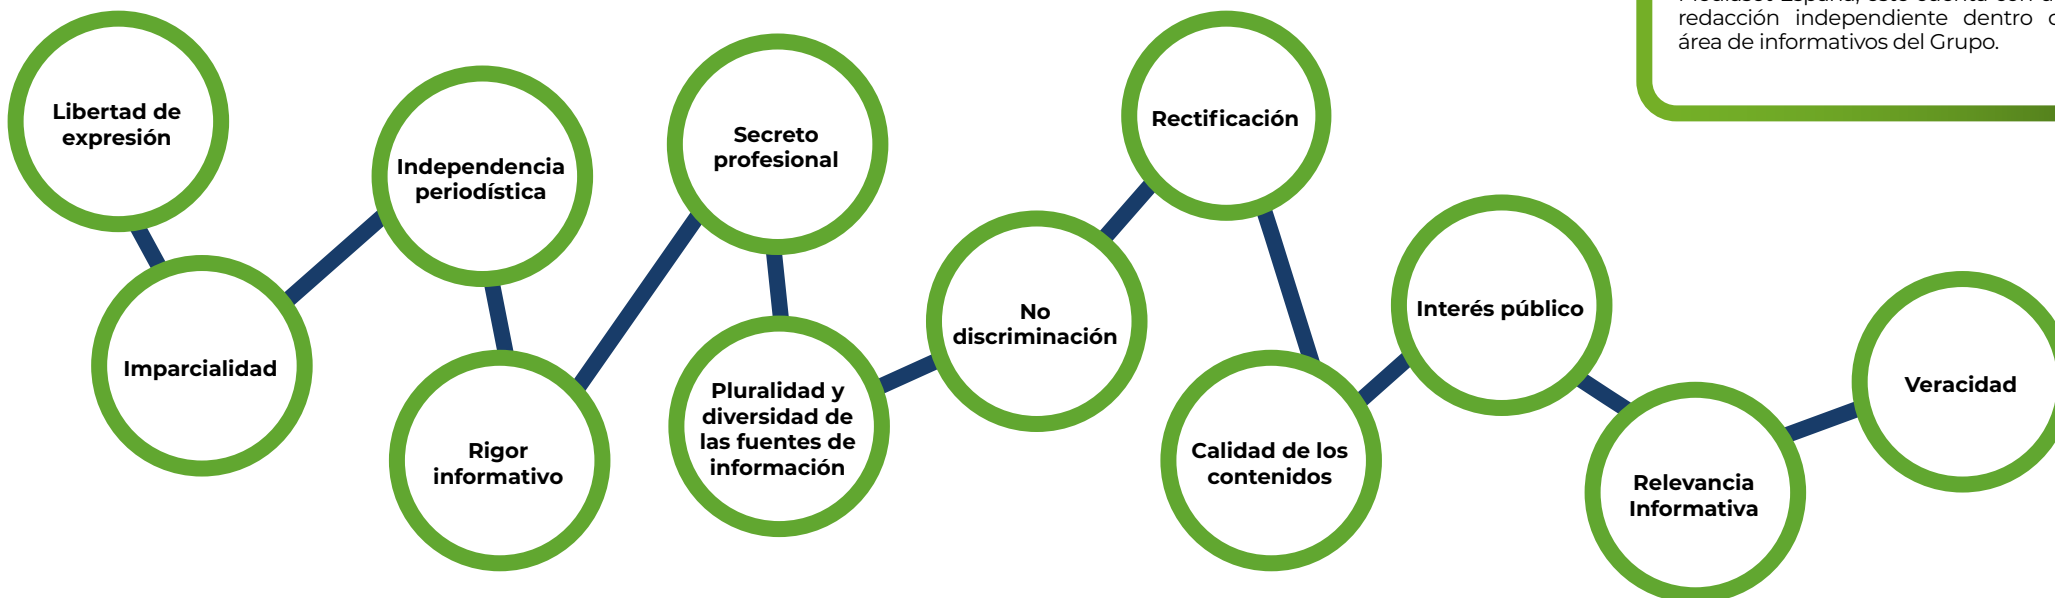 redacción independiente dentro
área de informativos del Grupo.
Libertad de
expresión
Imparcialidad
Independencia
periodística
Rigor
informativo
Secreto
profesional
Pluralidad y
diversidad de
las fuentes de
información
No
discriminación
Rectificación
Calidad de los
contenidos
Interés público
Relevancia
Informativa
Veracidad